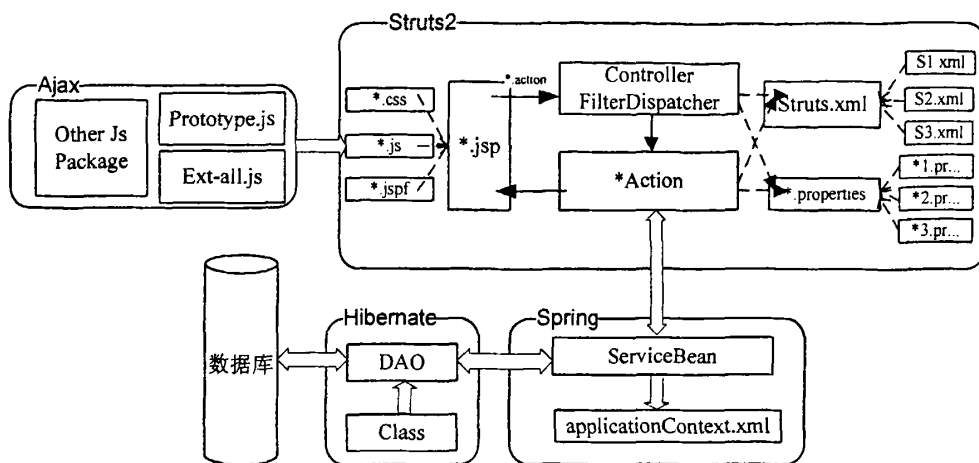 Struts2
Ajax
Other Js
Package
Prototype.js
Ext-all.js
*.css
*.js
*.jspf
*.jsp
*.action
Controller
FilterDispatcher
*Action
Struts.xml
*.properties
S1.xml
S2.xml
S3.xml
*1.pr...
*2.pr...
*3.pr...
数据库
Hibernate
DAO
Class
Spring
ServiceBean
applicationContext.xml